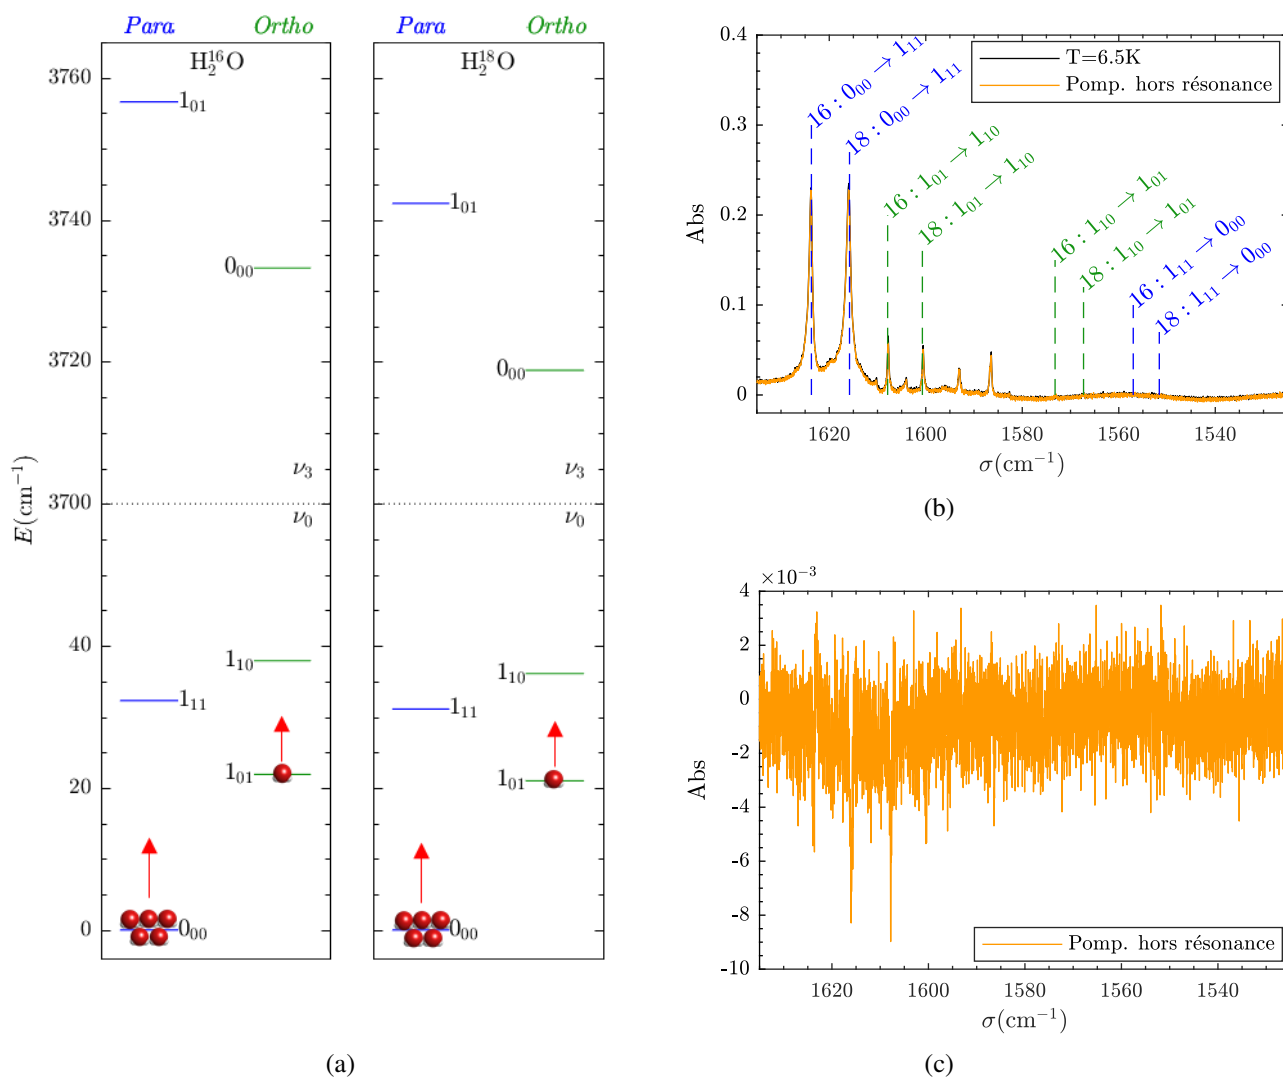 Para Ortho Para Ortho
H₂¹⁶O H₂¹⁸O
3760
3740
3720
3700
40
20
0
E(cm⁻¹)
1₀₁
0₀₀
ν₃
ν₀
1₁₀
1₁₁
1₀₁
0₀₀
1₀₁
0₀₀
ν₃
ν₀
1₁₀
1₁₁
1₀₁
0₀₀
(a)
0.4
0.3
0.2
0.1
0
Abs
T=6.5K
Pomp. hors résonance
16 : 0₀₀ → 1₁₁
18 : 0₀₀ → 1₁₁
16 : 1₀₁ → 1₁₀
18 : 1₀₁ → 1₁₀
16 : 1₁₀ → 1₀₁
18 : 1₁₀ → 1₀₁
16 : 1₁₁ → 0₀₀
18 : 1₁₁ → 0₀₀
1620 1600 1580 1560 1540
σ(cm⁻¹)
(b)
×10⁻³
4
2
0
-2
-4
-6
-8
-10
Abs
Pomp. hors résonance
1620 1600 1580 1560 1540
σ(cm⁻¹)
(c)